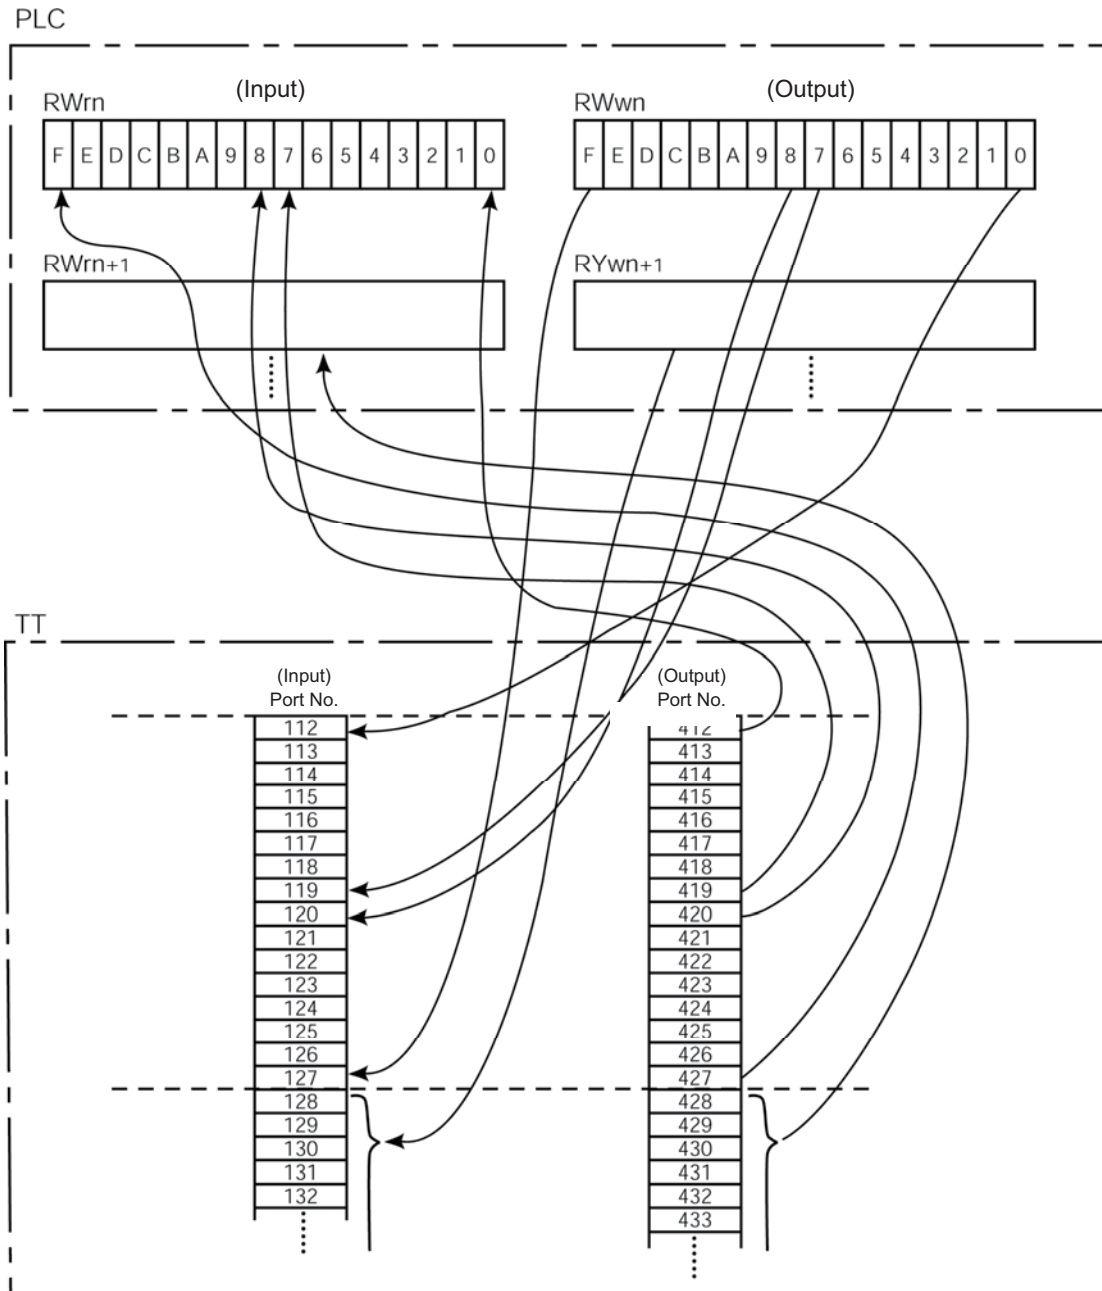 PLC
(Input) (Output)
RWrn RWwn
F E D C B A 9 8 7 6 5 4 3 2 1 0 F E D C B A 9 8 7 6 5 4 3 2 1 0
RWrn+1 RYwn+1
TT
(Input) (Output)
Port No. Port No.
112 412
113 413
114 414
115 415
116 416
117 417
118 418
119 419
120 420
121 421
122 422
123 423
124 424
125 425
126 426
127 427
128 428
129 429
130 430
131 431
132 432
433